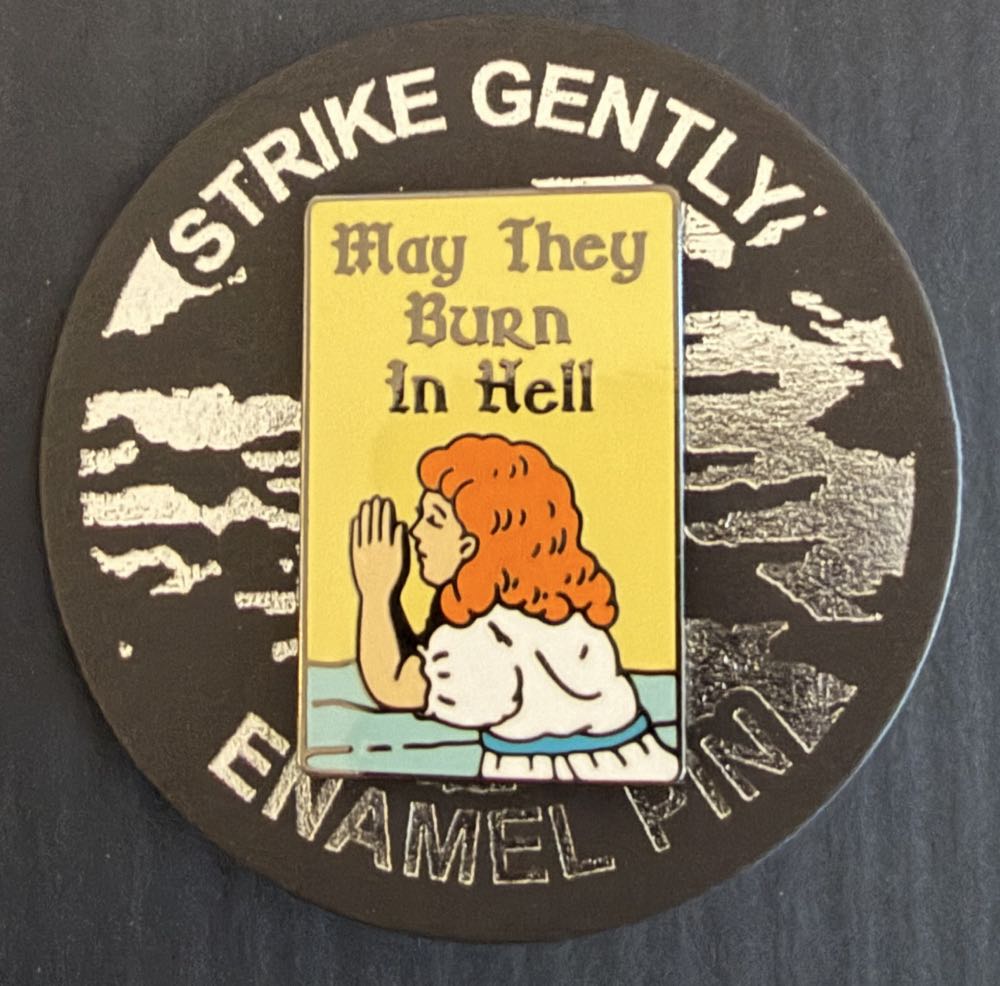 STRIKE GENTLY
May They
Burn
In Hell
ENAMEL PIN